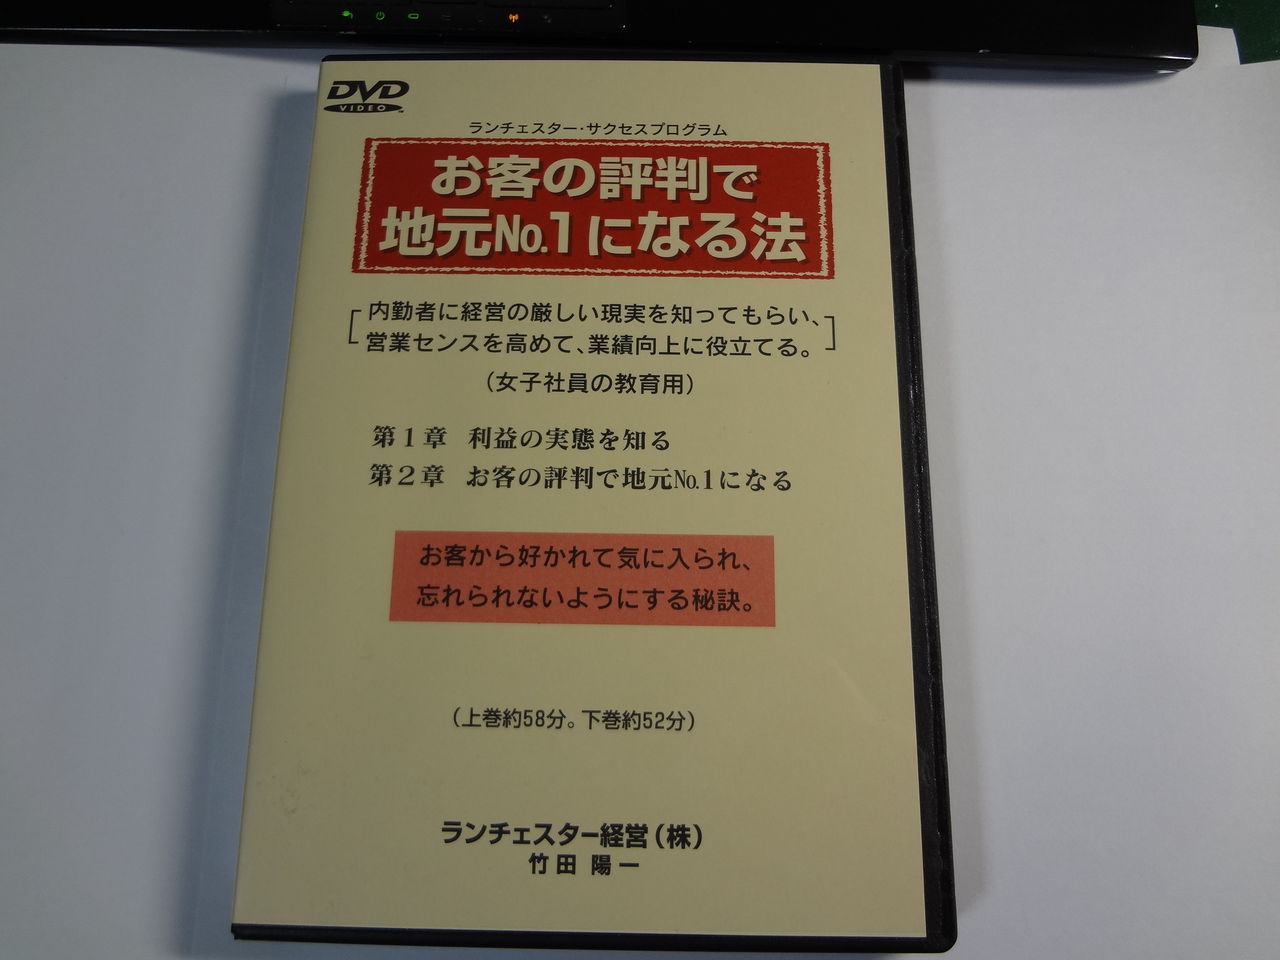 DVD
VIDEO
ランチェスター・サクセスプログラム
お客の評判で
地元No.1になる法
内勤者に経営の厳しい現実を知ってもらい、
営業センスを高めて、業績向上に役立てる。
（女子社員の教育用）
第1章 利益の実態を知る
第2章 お客の評判で地元No.1になる
お客から好かれて気に入られ、
忘れられないようにする秘訣。
（上巻約58分。下巻約52分）
ランチェスター経営（株）
竹田 陽一